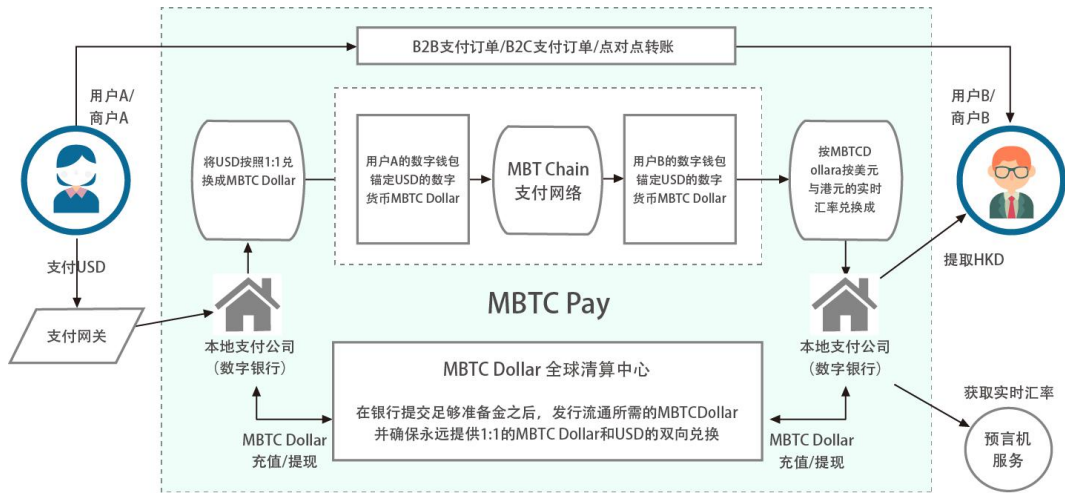 B2B支付订单/B2C支付订单/点对点转账
用户A/
商户A
用户B/
商户B
将USD按照1:1兑
换成MBTC Dollar
用户A的数字钱包
锚定USD的数字
货币MBTC Dollar
MBT Chain
支付网络
用户B的数字钱包
锚定USD的数字
货币MBTC Dollar
按MBTCD
ollara按美元
与港元的实时
汇率兑换成
支付USD
提取HKD
MBTC Pay
支付网关
本地支付公司
（数字银行）
本地支付公司
（数字银行）
MBTC Dollar 全球清算中心
在银行提交足够准备金之后，发行流通所需的MBTCDollar
并确保永远提供1:1的MBTC Dollar和USD的双向兑换
获取实时汇率
MBTC Dollar
充值/提现
MBTC Dollar
充值/提现
预言机
服务